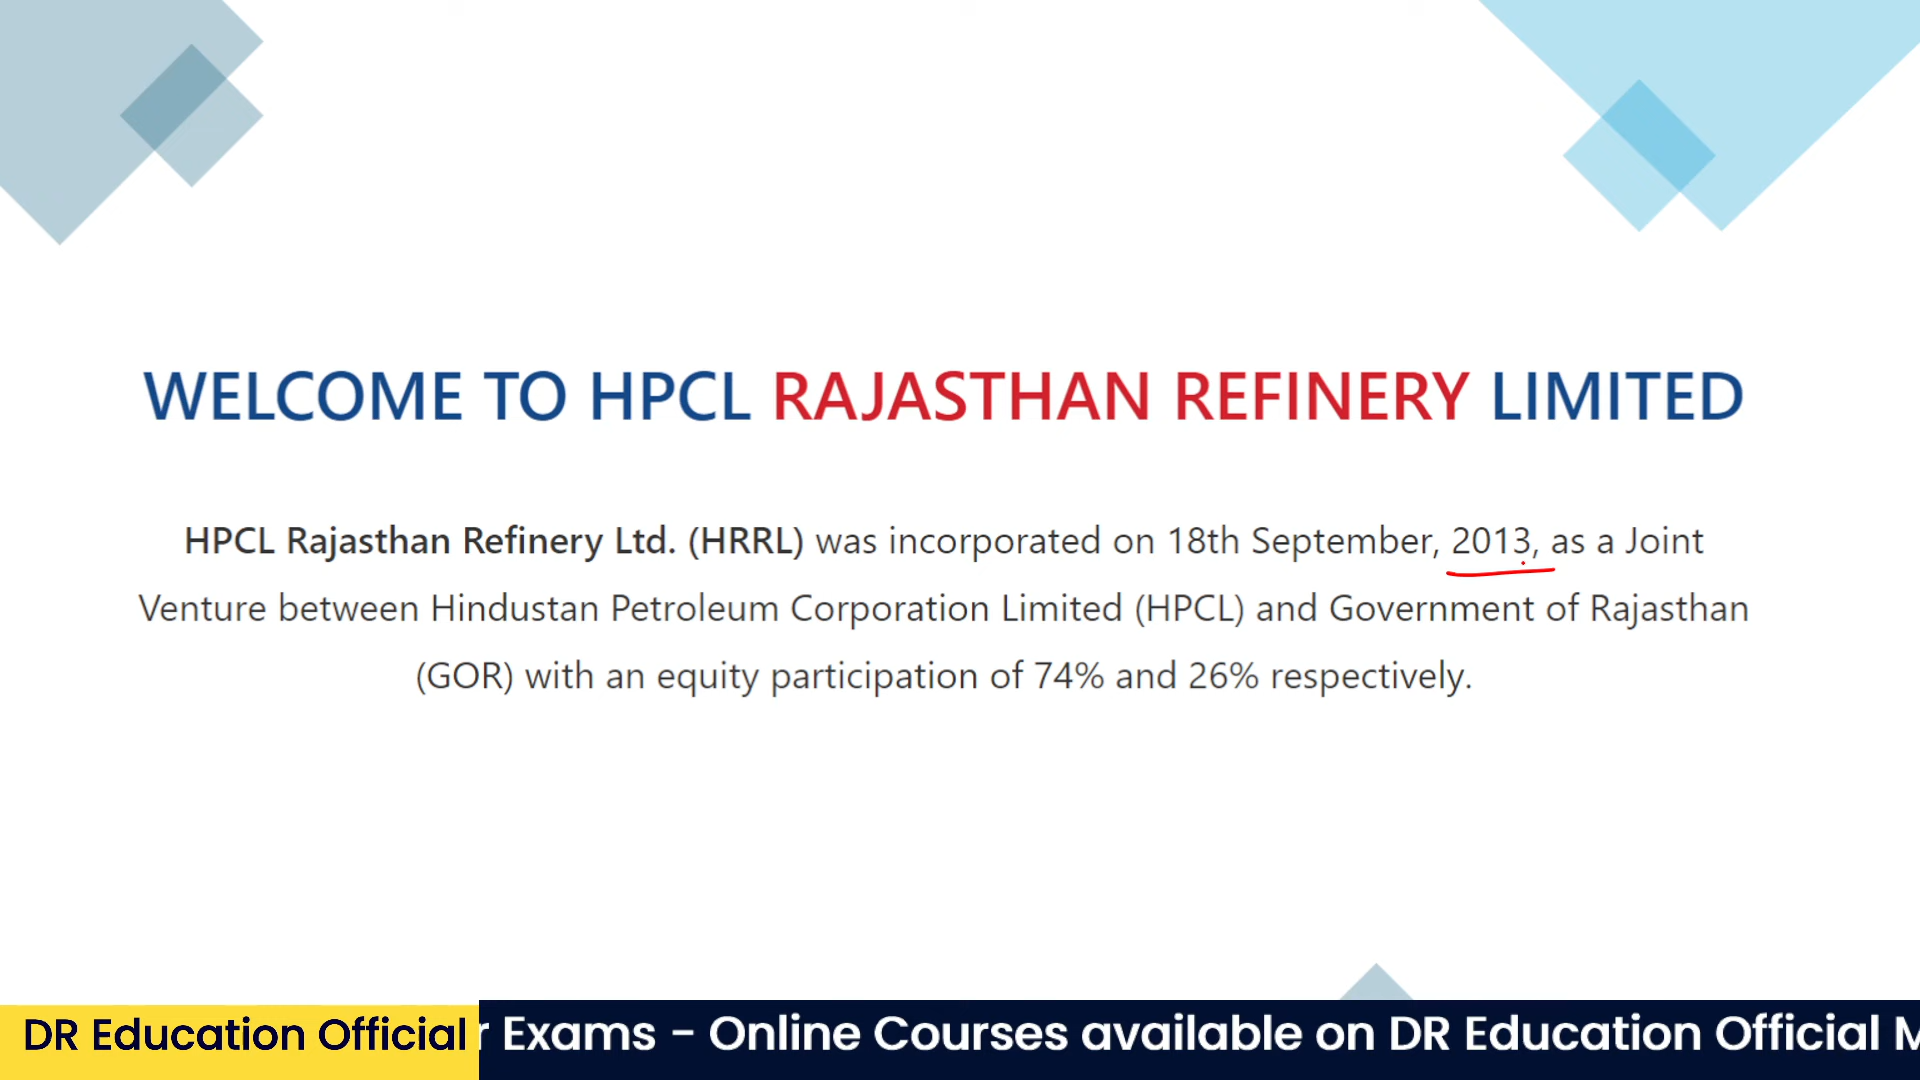 WELCOME TO HPCL RAJASTHAN REFINERY LIMITED
HPCL Rajasthan Refinery Ltd. (HRRL) was incorporated on 18th September, 2013, as a Joint
Venture between Hindustan Petroleum Corporation Limited (HPCL) and Government of Rajasthan
(GOR) with an equity participation of 74% and 26% respectively.
DR Education Official
Exams - Online Courses available on DR Education Official